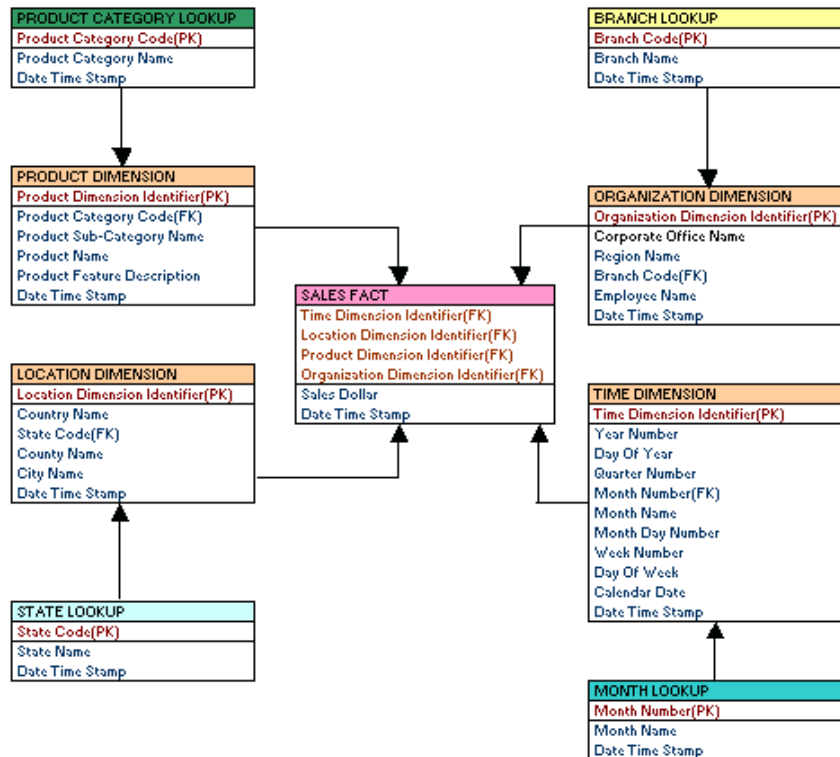 PRODUCT CATEGORY LOOKUP
Product Category Code(PK)
Product Category Name
Date Time Stamp
BRANCH LOOKUP
Branch Code(PK)
Branch Name
Date Time Stamp
PRODUCT DIMENSION
Product Dimension Identifier(PK)
Product Category Code(FK)
Product Sub-Category Name
Product Name
Product Feature Description
Date Time Stamp
ORGANIZATION DIMENSION
Organization Dimension Identifier(PK)
Corporate Office Name
Region Name
Branch Code(FK)
Employee Name
Date Time Stamp
SALES FACT
Time Dimension Identifier(FK)
Location Dimension Identifier(FK)
Product Dimension Identifier(FK)
Organization Dimension Identifier(FK)
Sales Dollar
Date Time Stamp
LOCATION DIMENSION
Location Dimension Identifier(PK)
Country Name
State Code(FK)
County Name
City Name
Date Time Stamp
TIME DIMENSION
Time Dimension Identifier(PK)
Year Number
Day Of Year
Quarter Number
Month Number(FK)
Month Name
Month Day Number
Week Number
Day Of Week
Calendar Date
Date Time Stamp
STATE LOOKUP
State Code(PK)
State Name
Date Time Stamp
MONTH LOOKUP
Month Number(PK)
Month Name
Date Time Stamp